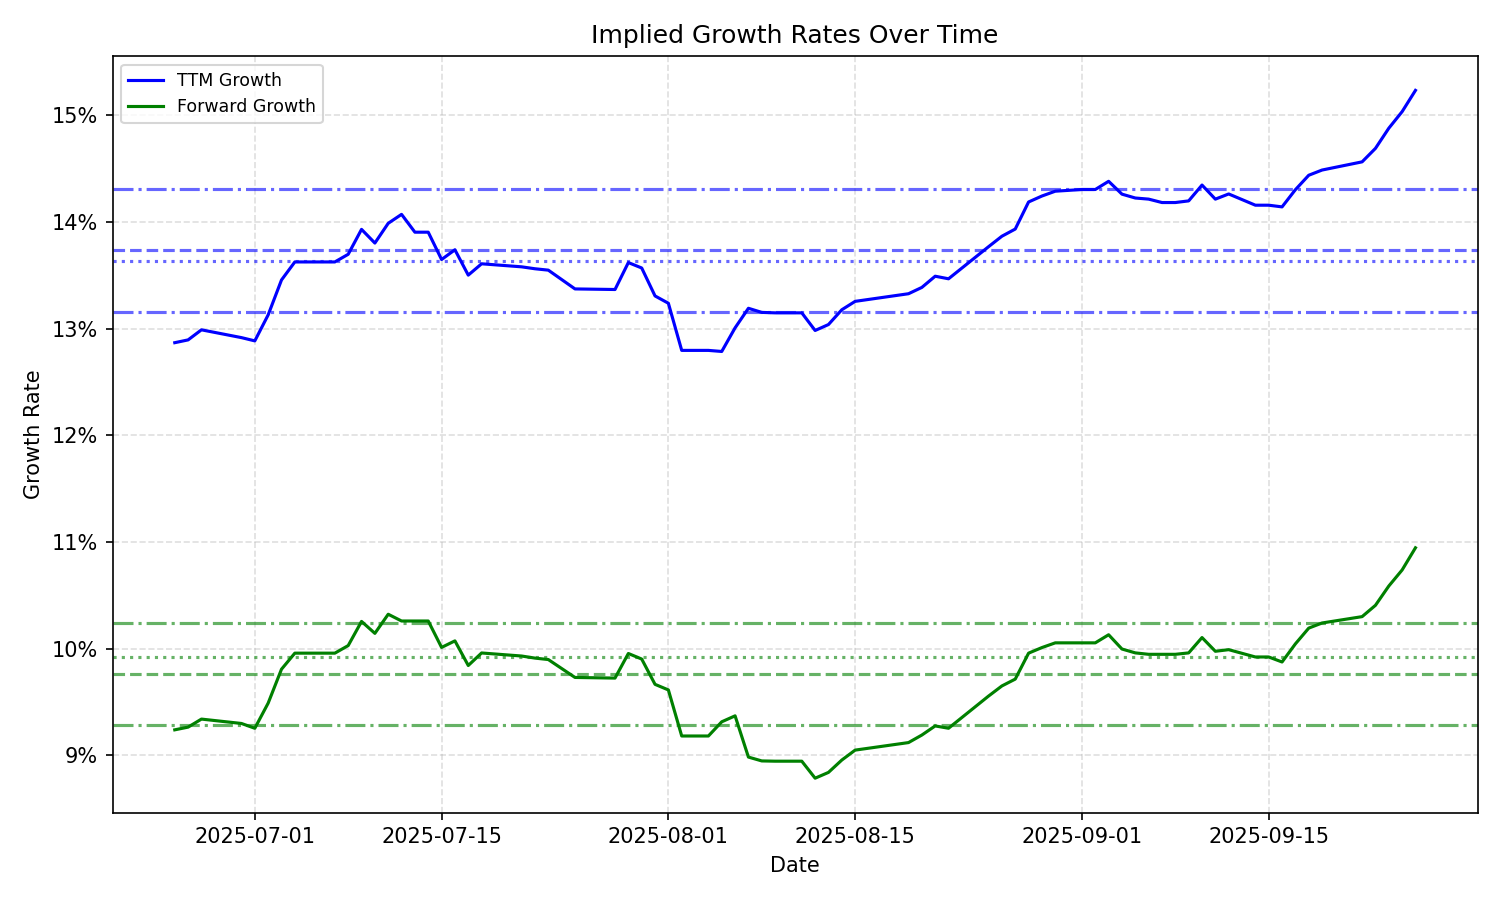 Implied Growth Rates Over Time
TTM Growth
Forward Growth
Growth Rate
15%
14%
13%
12%
11%
10%
9%
2025-07-01
2025-07-15
2025-08-01
2025-08-15
2025-09-01
2025-09-15
Date